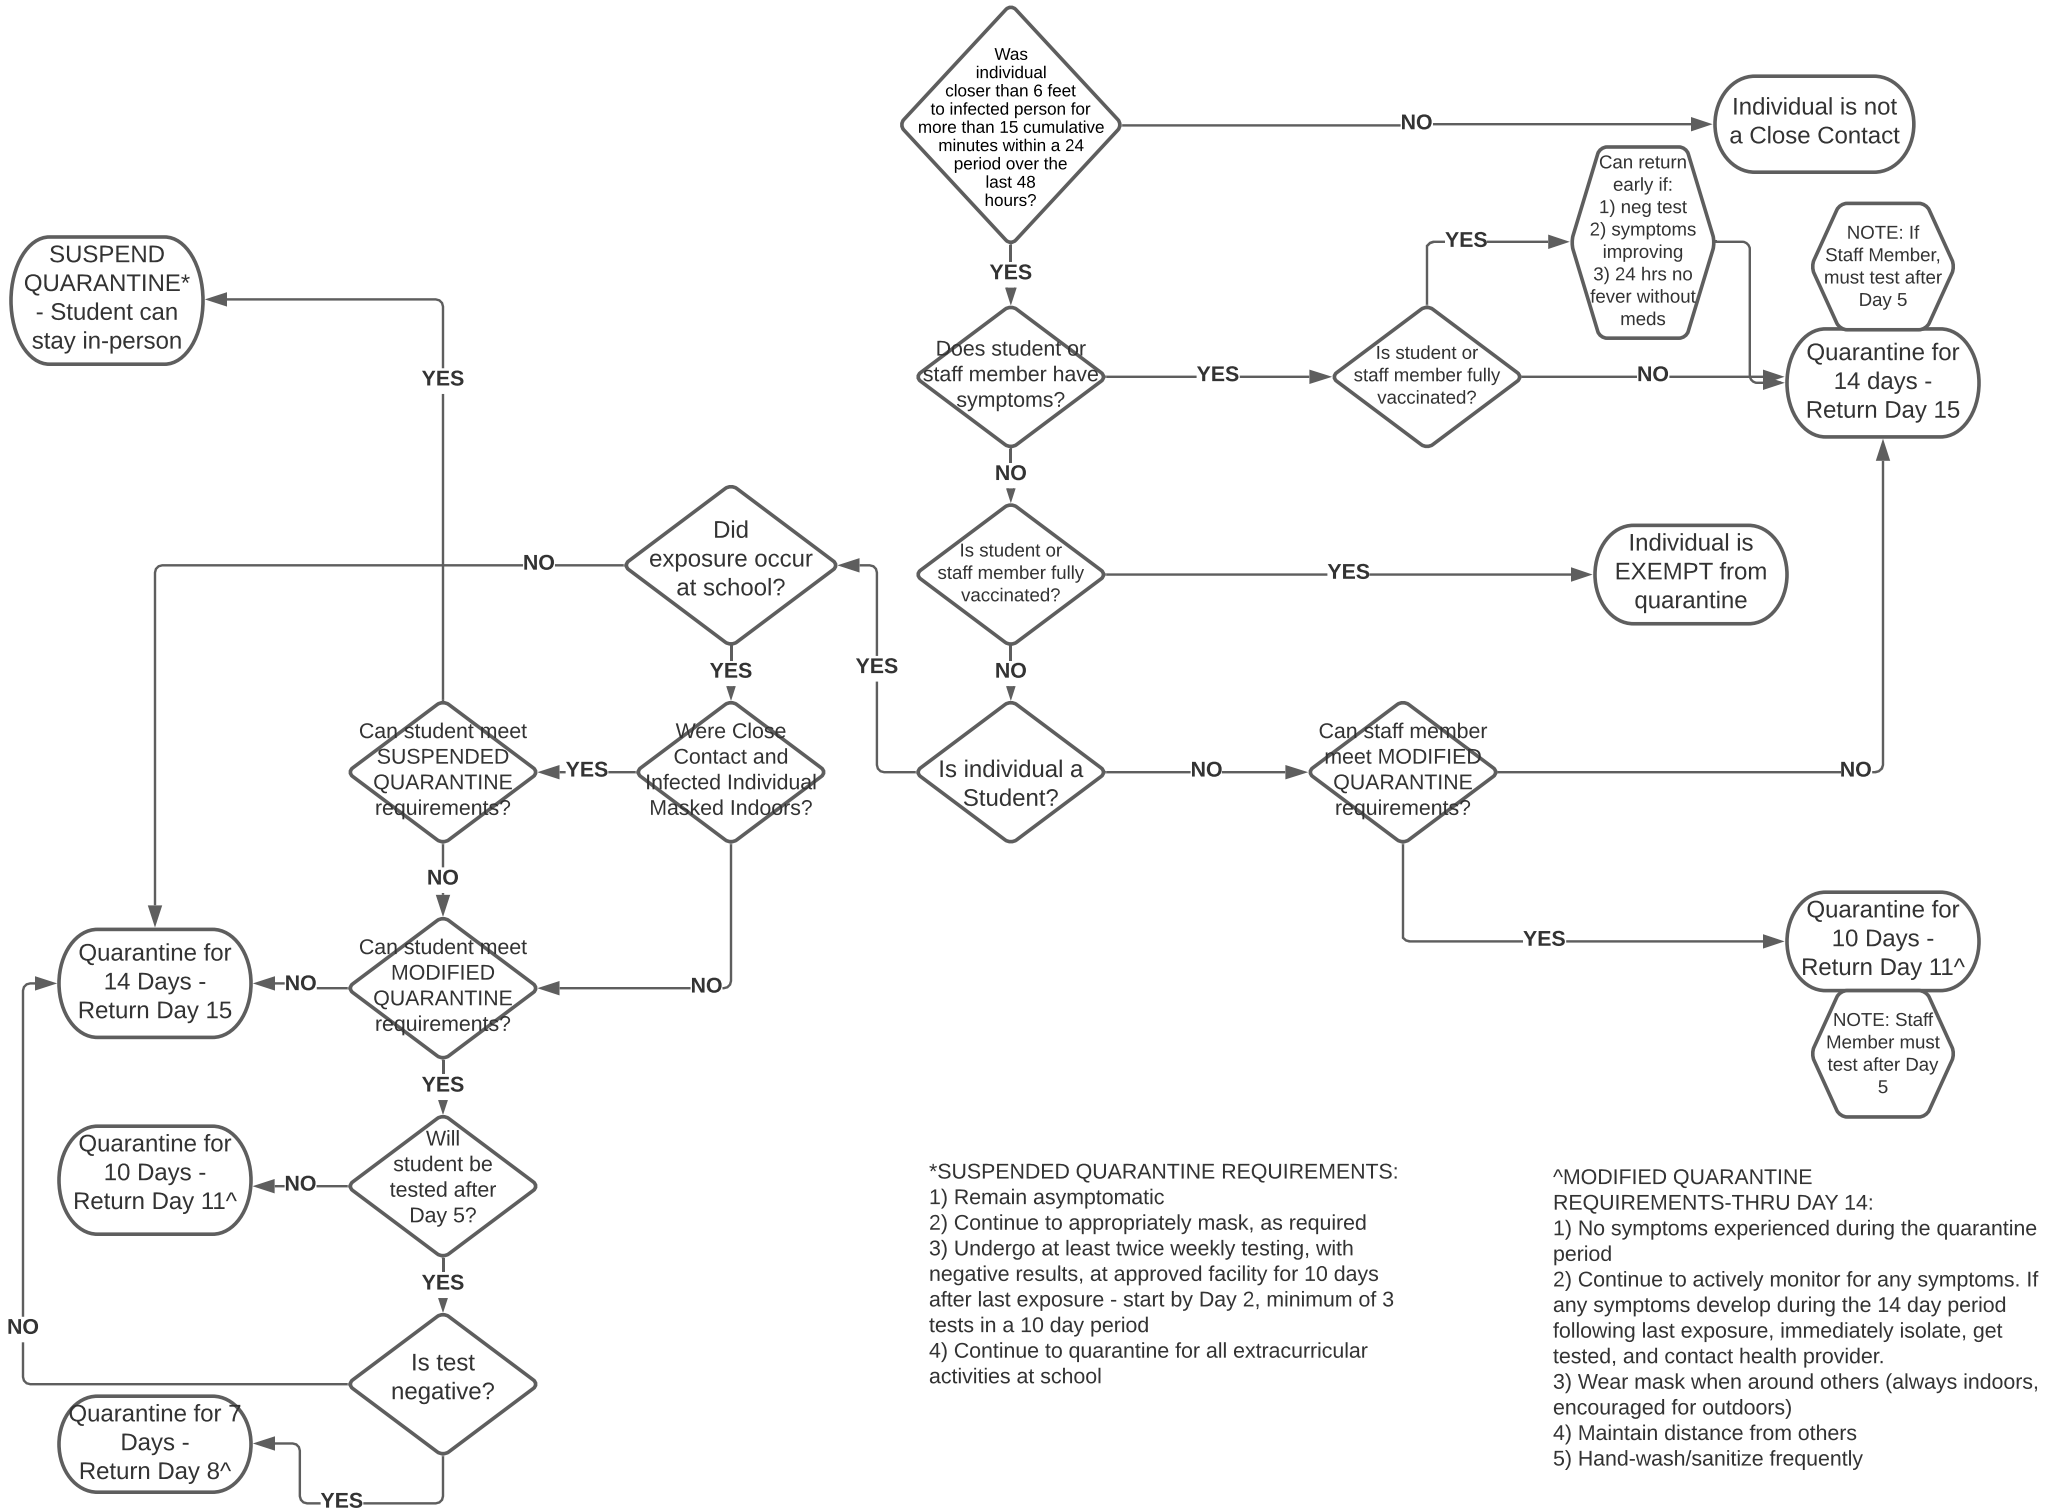 Was
individual
closer than 6 feet
to infected person for
more than 15 cumulative
minutes within a 24
period over the
last 48
hours?
NO
Individual is not
a Close Contact
YES
Can return
early if:
1) neg test
2) symptoms
improving
3) 24 hrs no
fever without
meds
YES
NOTE: If
Staff Member,
must test after
Day 5
SUSPEND
QUARANTINE*
- Student can
stay in-person
YES
Does student or
staff member have
symptoms?
YES
Is student or
staff member fully
vaccinated?
NO
Quarantine for
14 days -
Return Day 15
NO
Did
exposure occur
at school?
NO
Is student or
staff member fully
vaccinated?
YES
Individual is
EXEMPT from
quarantine
YES
YES
NO
Can student meet
SUSPENDED
QUARANTINE
requirements?
YES
Were Close
Contact and
Infected Individual
Masked Indoors?
Is individual a
Student?
NO
Can staff member
meet MODIFIED
QUARANTINE
requirements?
NO
NO
Quarantine for
14 Days -
Return Day 15
NO
Can student meet
MODIFIED
QUARANTINE
requirements?
NO
YES
Quarantine for
10 Days -
Return Day 11^
NOTE: Staff
Member must
test after Day
5
YES
Quarantine for
10 Days -
Return Day 11^
NO
Will
student be
tested after
Day 5?
YES
NO
Is test
negative?
Quarantine for 7
Days -
Return Day 8^
YES
*SUSPENDED QUARANTINE REQUIREMENTS:
1) Remain asymptomatic
2) Continue to appropriately mask, as required
3) Undergo at least twice weekly testing, with
negative results, at approved facility for 10 days
after last exposure - start by Day 2, minimum of 3
tests in a 10 day period
4) Continue to quarantine for all extracurricular
activities at school
^MODIFIED QUARANTINE
REQUIREMENTS-THRU DAY 14:
1) No symptoms experienced during the quarantine
period
2) Continue to actively monitor for any symptoms. If
any symptoms develop during the 14 day period
following last exposure, immediately isolate, get
tested, and contact health provider.
3) Wear mask when around others (always indoors,
encouraged for outdoors)
4) Maintain distance from others
5) Hand-wash/sanitize frequently